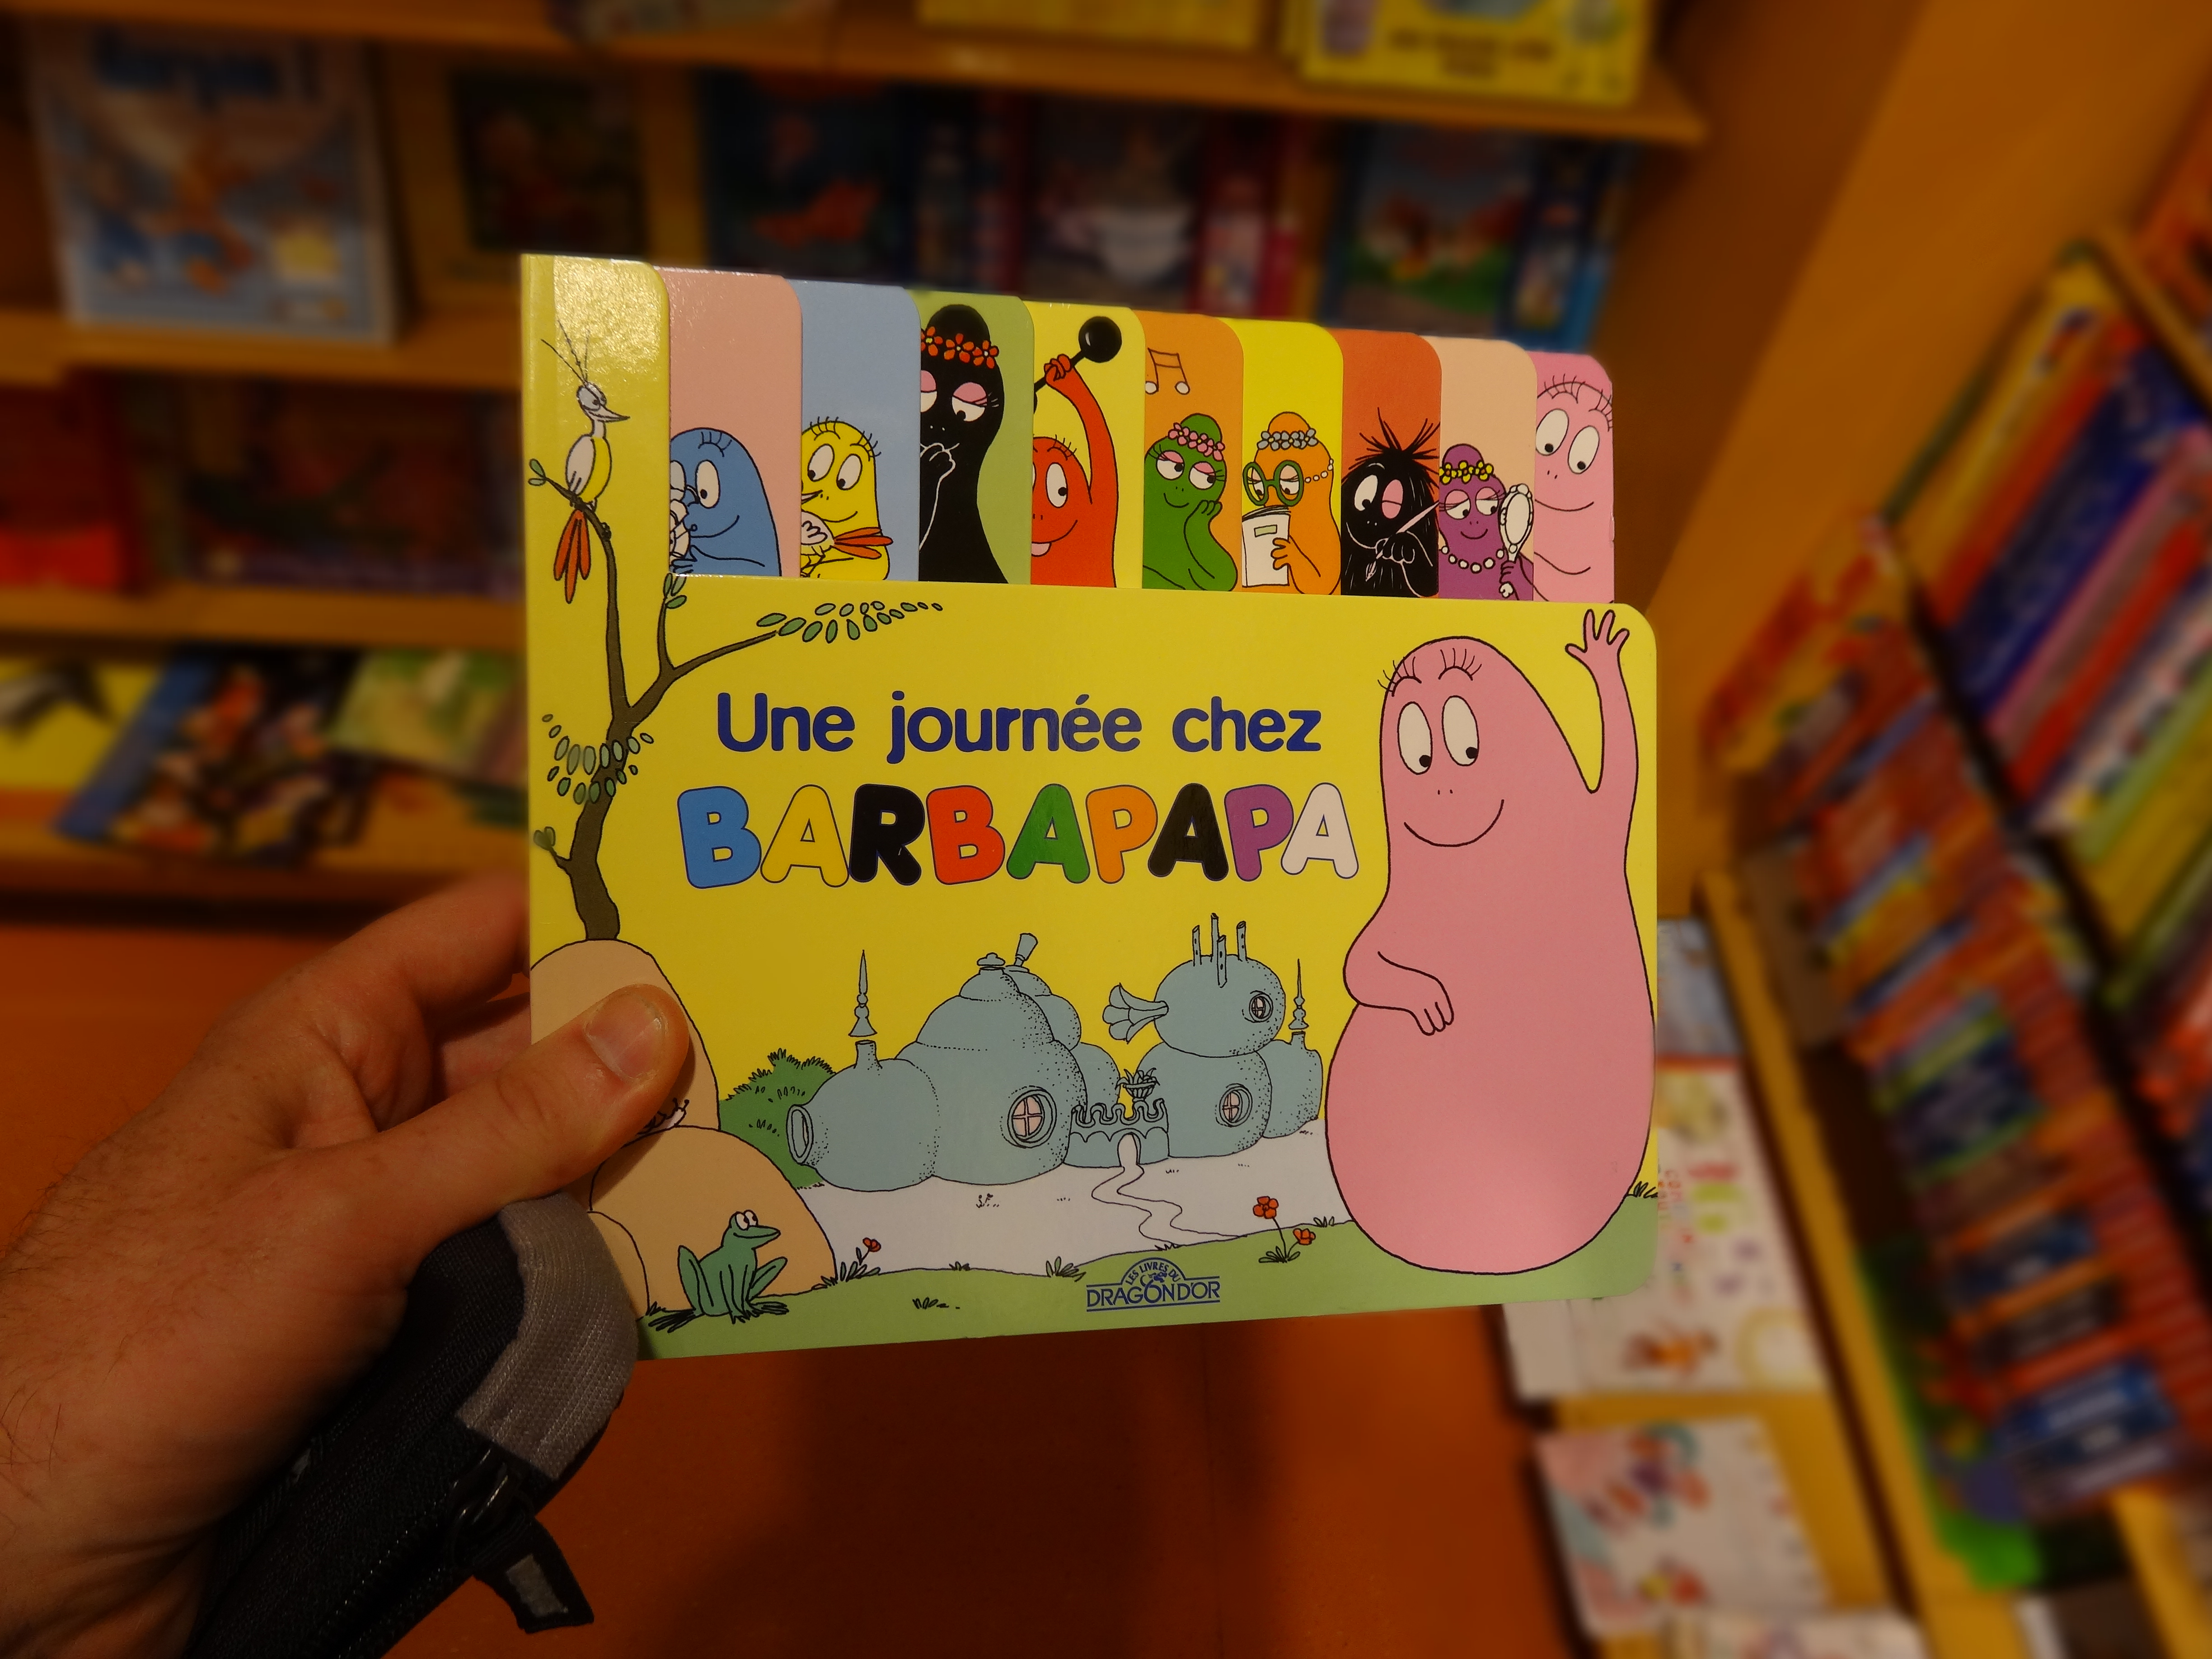 Une journée chez
BARBAPAPA
LES LIVRES DU
DRAGON D'OR